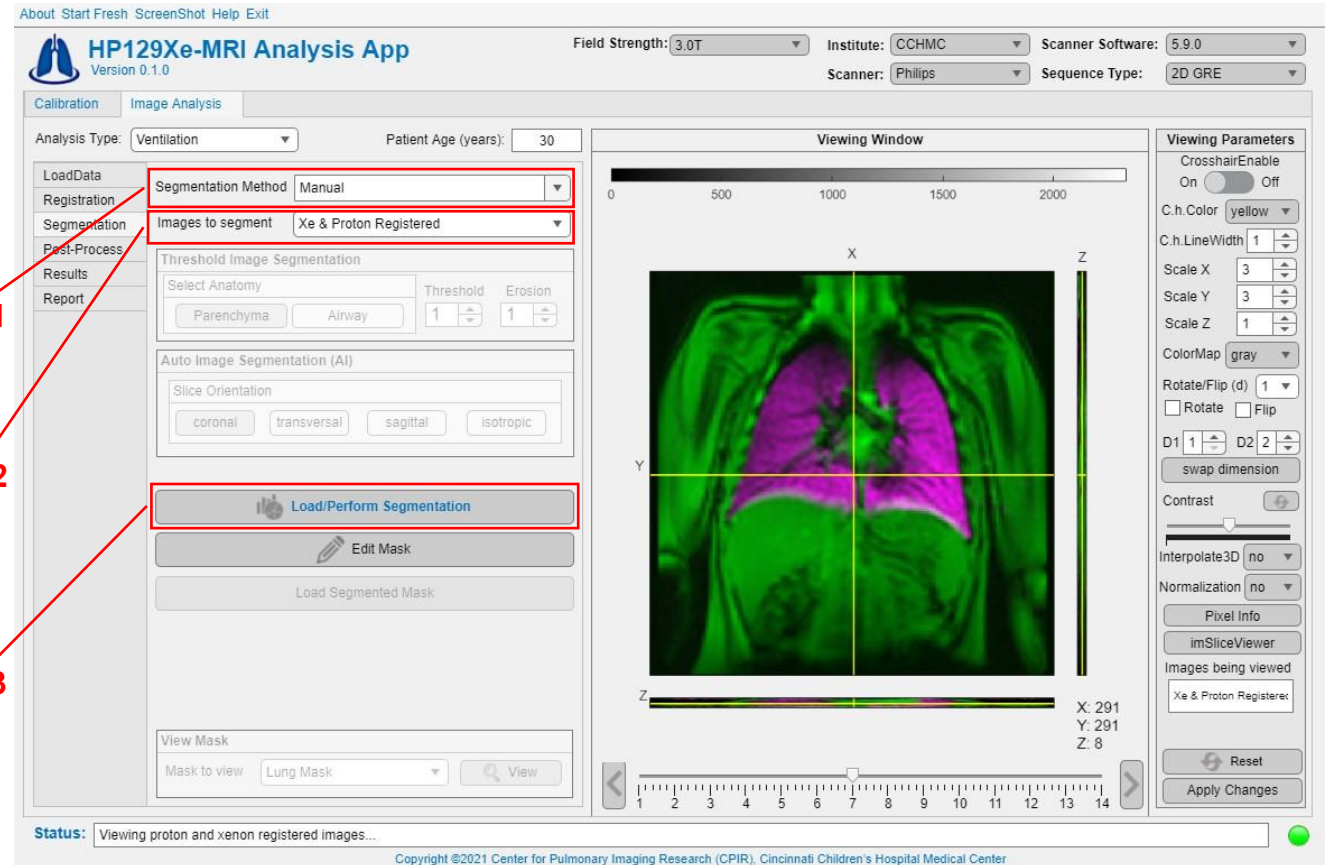 About Start Fresh ScreenShot Help Exit
HP129Xe-MRI Analysis App
Version 0.1.0
Field Strength: 3.0T
Institute: CCHMC
Scanner Software: 5.9.0
Scanner: Philips
Sequence Type: 2D GRE
Calibration Image Analysis
Analysis Type: Ventilation
Patient Age (years): 30
LoadData
Registration
Segmentation
Post-Process
Results
Report
Segmentation Method Manual
Images to segment Xe & Proton Registered
Threshold Image Segmentation
Select Anatomy
Threshold Erosion
Parenchyma Airway 1 1
Auto Image Segmentation (AI)
Slice Orientation
coronal transversal sagittal isotropic
1
2
3
Load/Perform Segmentation
Edit Mask
Load Segmented Mask
View Mask
Mask to view Lung Mask View
Viewing Window
0 500 1000 1500 2000
X
Z
Y
Z
X: 291
Y: 291
Z: 8
1 2 3 4 5 6 7 8 9 10 11 12 13 14
Viewing Parameters
CrosshairEnable
On Off
C.h.Color yellow
C.h.LineWidth 1
Scale X 3
Scale Y 3
Scale Z 1
ColorMap gray
Rotate/Flip (d) 1
Rotate Flip
D1 1 D2 2
swap dimension
Contrast
Interpolate3D no
Normalization no
Pixel Info
imSliceViewer
Images being viewed
Xe & Proton Registered
Reset
Apply Changes
Status: Viewing proton and xenon registered images...
Copyright ©2021 Center for Pulmonary Imaging Research (CPIR), Cincinnati Children's Hospital Medical Center